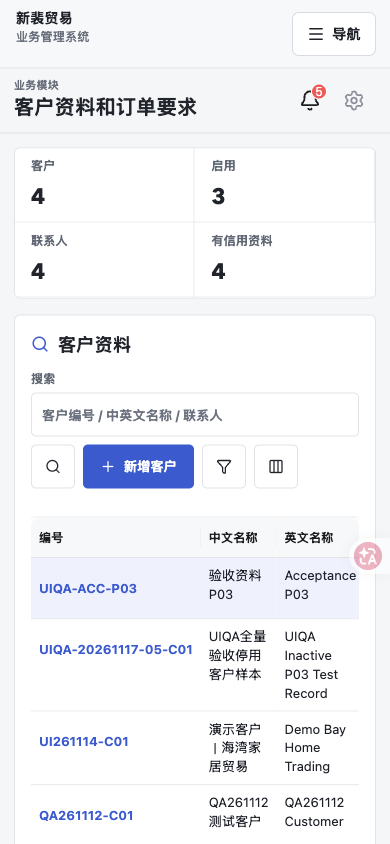 新裴贸易
业务管理系统
导航
业务模块
客户资料和订单要求
5
客户
4
启用
3
联系人
4
有信用资料
4
客户资料
搜索
客户编号 / 中英文名称 / 联系人
新增客户
编号
中文名称
英文名称
UIQA-ACC-P03
验收资料
P03
Acceptance
P03
UIQA-20261117-05-C01
UIQA全量
验收停用
客户样本
UIQA
Inactive
P03 Test
Record
UI261114-C01
演示客户
| 海湾家
居贸易
Demo Bay
Home
Trading
QA261112-C01
QA261112
测试客户
QA261112
Customer